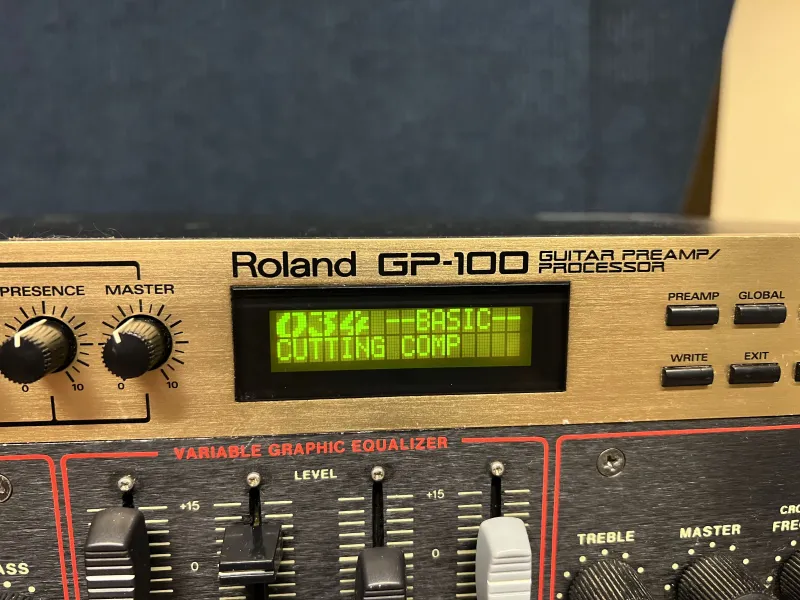 Roland GP-100 GUITAR PREAMP/
PROCESSOR
PRESENCE MASTER
0 10 0 10
034 --BASIC--
CUTTING COMP
PREAMP GLOBAL
WRITE EXIT
VARIABLE GRAPHIC EQUALIZER
LEVEL
+15 +15
0 0
TREBLE MASTER